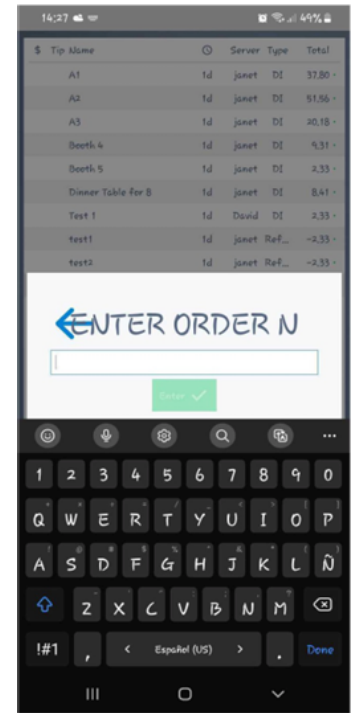 14:27 49%
$ Tip Name Server Type Total
A1 1d janet DI 37,80
A2 1d janet DI 51,56
A3 1d janet DI 20,18
Booth 4 1d janet DI 9,31
Booth 5 1d janet DI 2,33
Dinner Table for 8 1d janet DI 8,41
Test 1 1d David DI 2,33
test1 1d janet Ref... -2,33
test2 1d janet Ref... -2,33
ENTER ORDER N
Enter
1 2 3 4 5 6 7 8 9 0
Q W E R T Y U I O P
A S D F G H J K L Ñ
Z X C V B N M
!#1 , < Español (US) > . Done